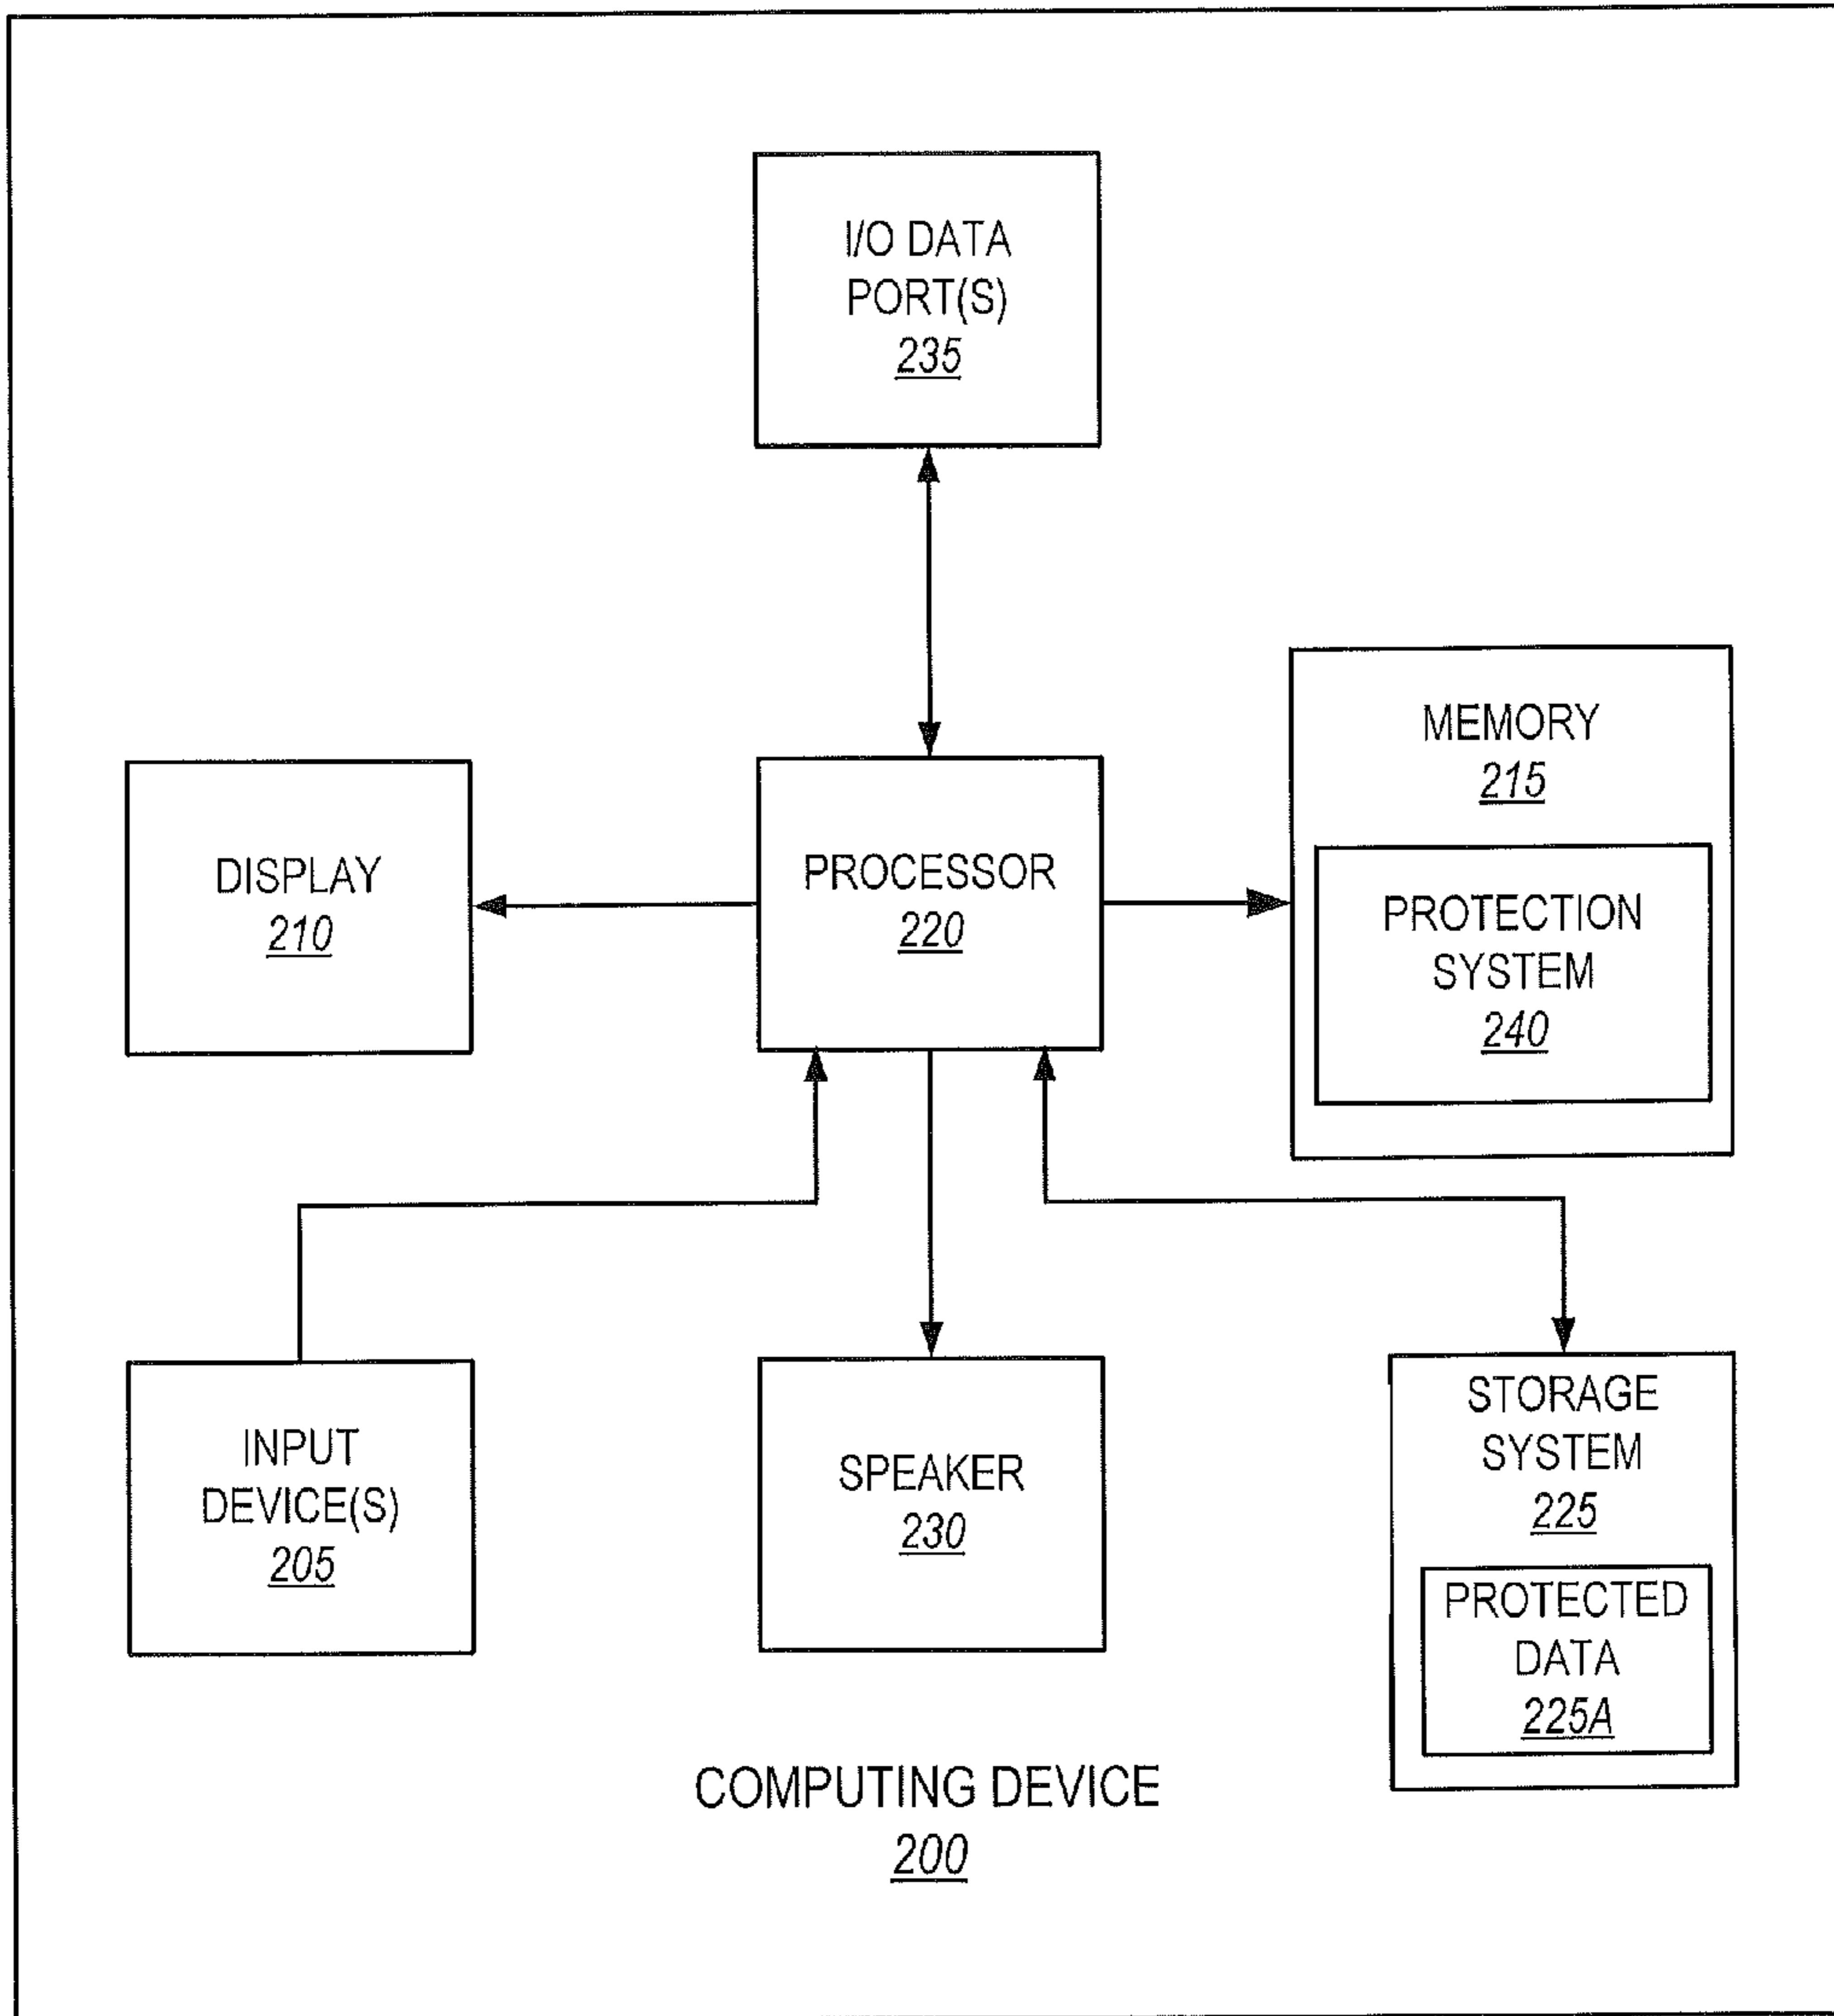 I/O DATA
PORT(S)
235
MEMORY
215
PROTECTION
SYSTEM
240
DISPLAY
210
PROCESSOR
220
INPUT
DEVICE(S)
205
SPEAKER
230
STORAGE
SYSTEM
225
PROTECTED
DATA
225A
COMPUTING DEVICE
200